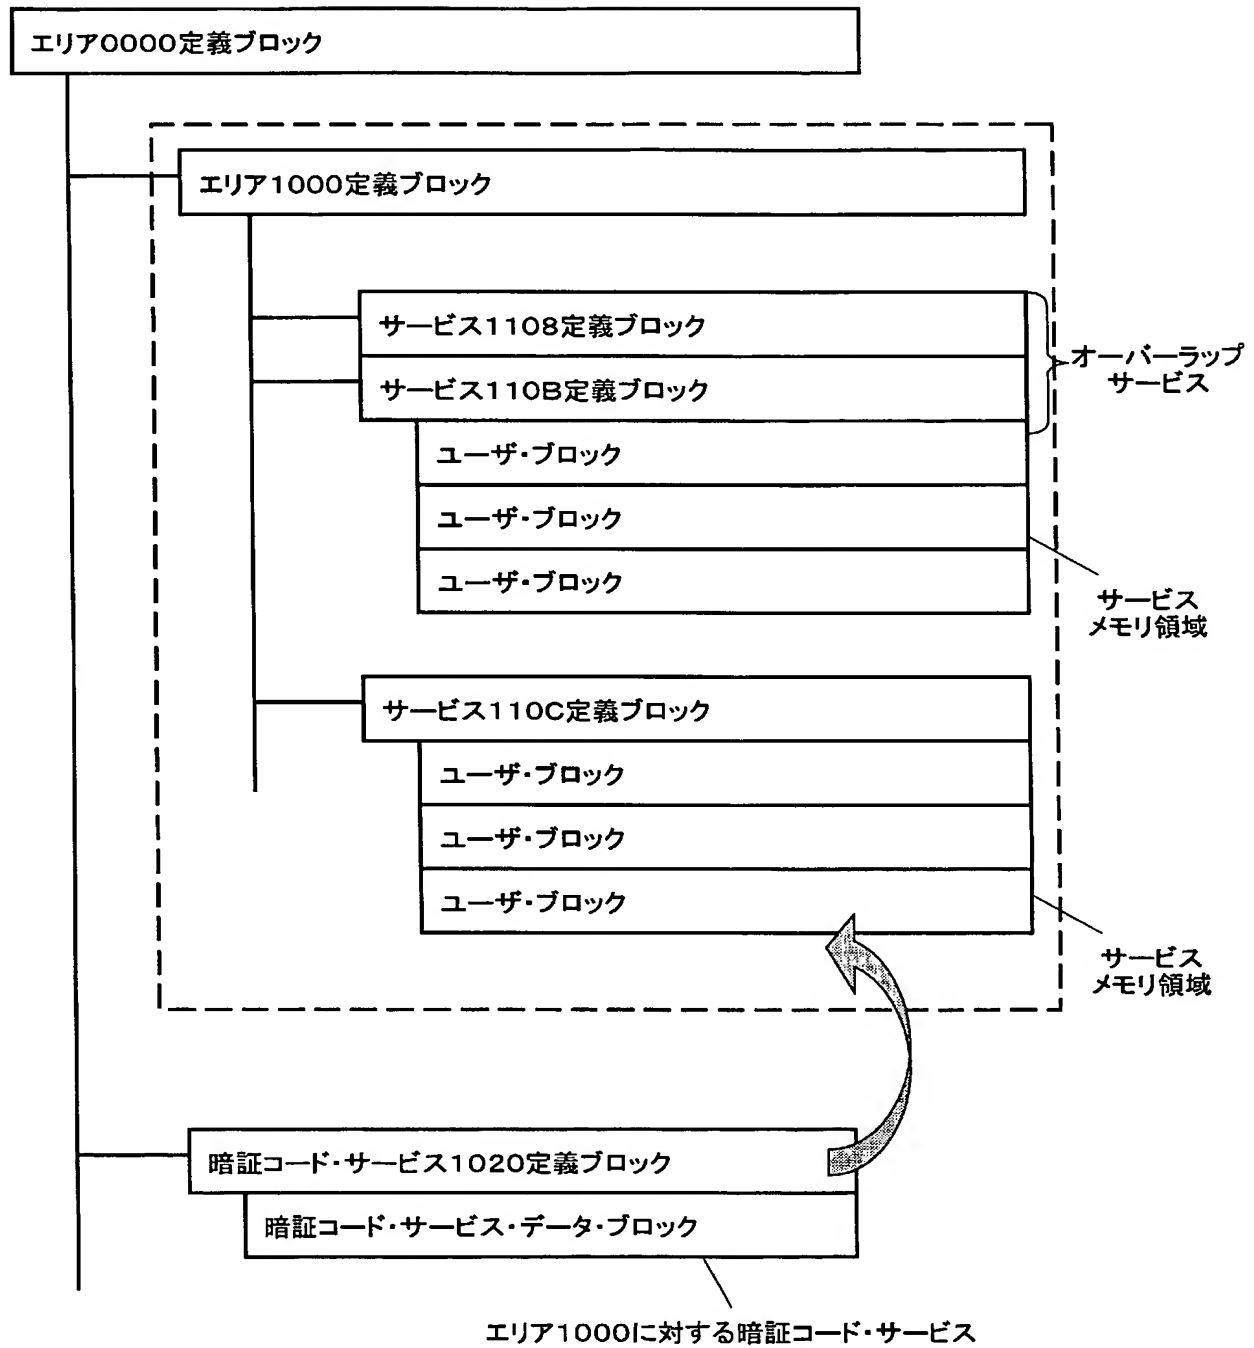 エリア0000定義ブロック
エリア1000定義ブロック
サービス1108定義ブロック
サービス110B定義ブロック
オーバーラップ
サービス
ユーザ・ブロック
ユーザ・ブロック
ユーザ・ブロック
サービス
メモリ領域
サービス110C定義ブロック
ユーザ・ブロック
ユーザ・ブロック
ユーザ・ブロック
サービス
メモリ領域
暗証コード・サービス1020定義ブロック
暗証コード・サービス・データ・ブロック
エリア1000に対する暗証コード・サービス